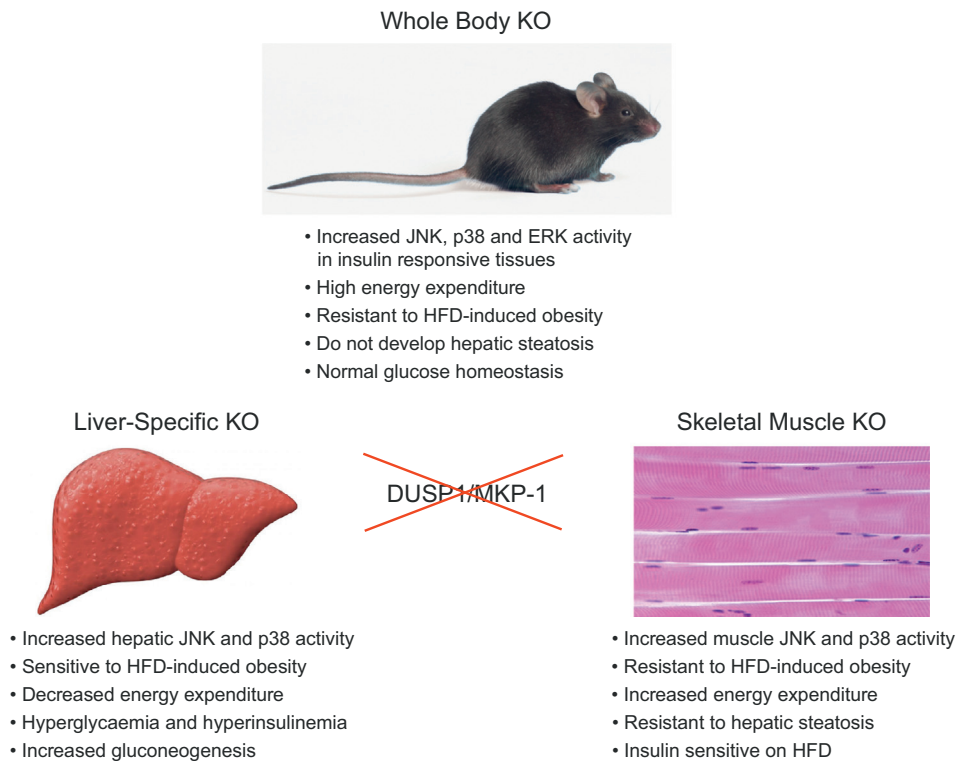 Whole Body KO
• Increased JNK, p38 and ERK activity
in insulin responsive tissues
• High energy expenditure
• Resistant to HFD-induced obesity
• Do not develop hepatic steatosis
• Normal glucose homeostasis
Liver-Specific KO
• Increased hepatic JNK and p38 activity
• Sensitive to HFD-induced obesity
• Decreased energy expenditure
• Hyperglycaemia and hyperinsulinemia
• Increased gluconeogenesis
DUSP1/MKP-1
Skeletal Muscle KO
• Increased muscle JNK and p38 activity
• Resistant to HFD-induced obesity
• Increased energy expenditure
• Resistant to hepatic steatosis
• Insulin sensitive on HFD